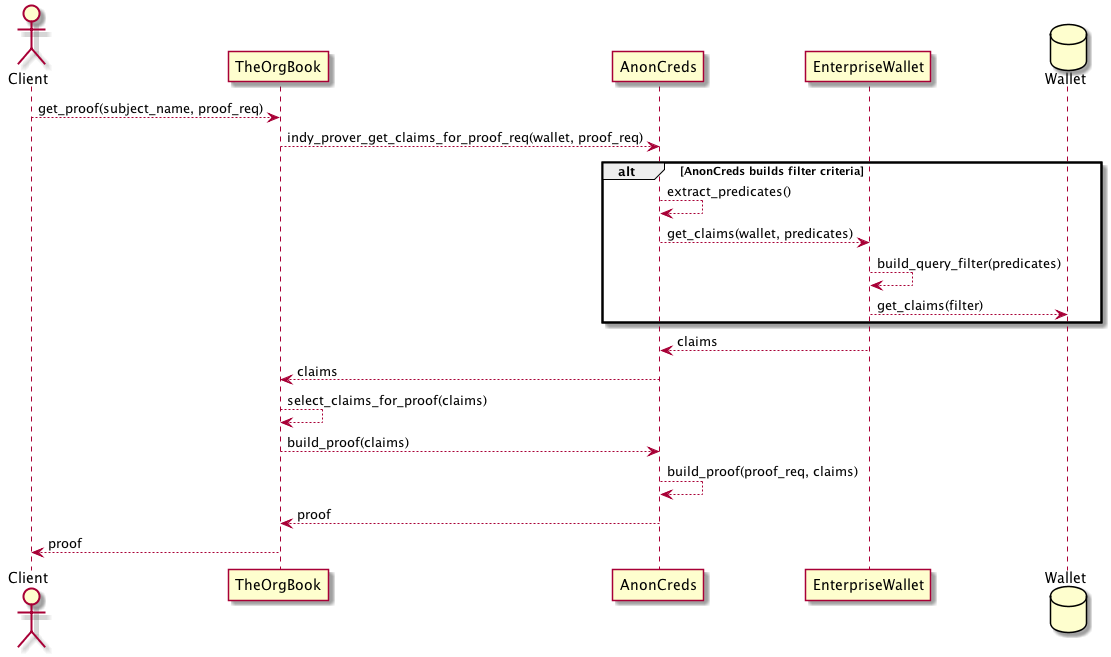 Client
TheOrgBook
AnonCreds
EnterpriseWallet
Wallet
get_proof(subject_name, proof_req)
indy_prover_get_claims_for_proof_req(wallet, proof_req)
alt
[AnonCreds builds filter criteria]
extract_predicates()
get_claims(wallet, predicates)
build_query_filter(predicates)
get_claims(filter)
claims
claims
select_claims_for_proof(claims)
build_proof(claims)
build_proof(proof_req, claims)
proof
proof
Client
TheOrgBook
AnonCreds
EnterpriseWallet
Wallet